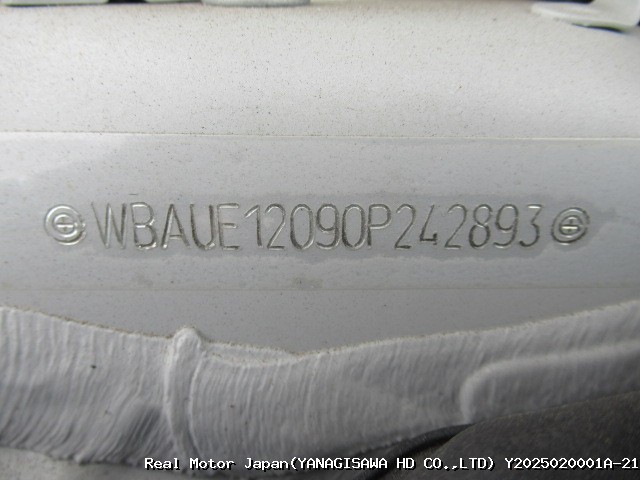 WBAUE12090P242893
Real Motor Japan(YANAGISAWA HD CO.,LTD) Y2025020001A-21